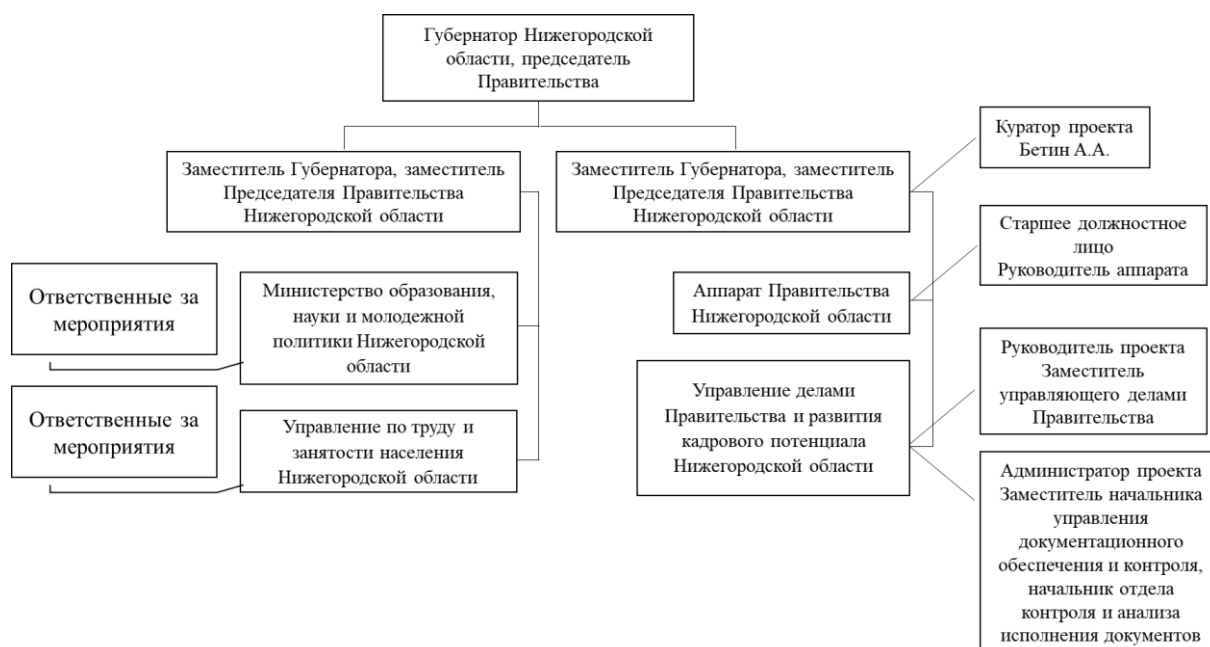 Губернатор Нижегородской
области, председатель
Правительства
Куратор проекта
Бетин А.А.
Заместитель Губернатора, заместитель
Председателя Правительства
Нижегородской области
Заместитель Губернатора, заместитель
Председателя Правительства
Нижегородской области
Старшее должностное
лицо
Руководитель аппарата
Ответственные за
мероприятия
Министерство образования,
науки и молодежной
политики Нижегородской
области
Аппарат Правительства
Нижегородской области
Руководитель проекта
Заместитель
управляющего делами
Правительства
Ответственные за
мероприятия
Управление по труду и
занятости населения
Нижегородской области
Управление делами
Правительства и развития
кадрового потенциала
Нижегородской области
Администратор проекта
Заместитель начальника
управления
документационного
обеспечения и контроля,
начальник отдела
контроля и анализа
исполнения документов